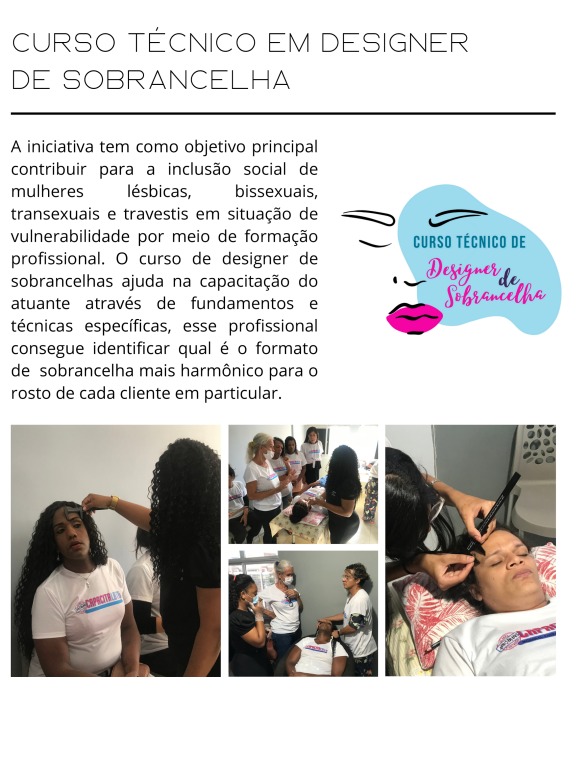 CURSO TÉCNICO EM DESIGNER
DE SOBRANCELHA
A iniciativa tem como objetivo principal
contribuir para a inclusão social de
mulheres lésbicas, bissexuais,
transexuais e travestis em situação de
vulnerabilidade por meio de formação
profissional. O curso de designer de
sobrancelhas ajuda na capacitação do
atuante através de fundamentos e
técnicas específicas, esse profissional
consegue identificar qual é o formato
de sobrancelha mais harmônico para o
rosto de cada cliente em particular.
CURSO TÉCNICO DE
Designer
de
Sobrancelha